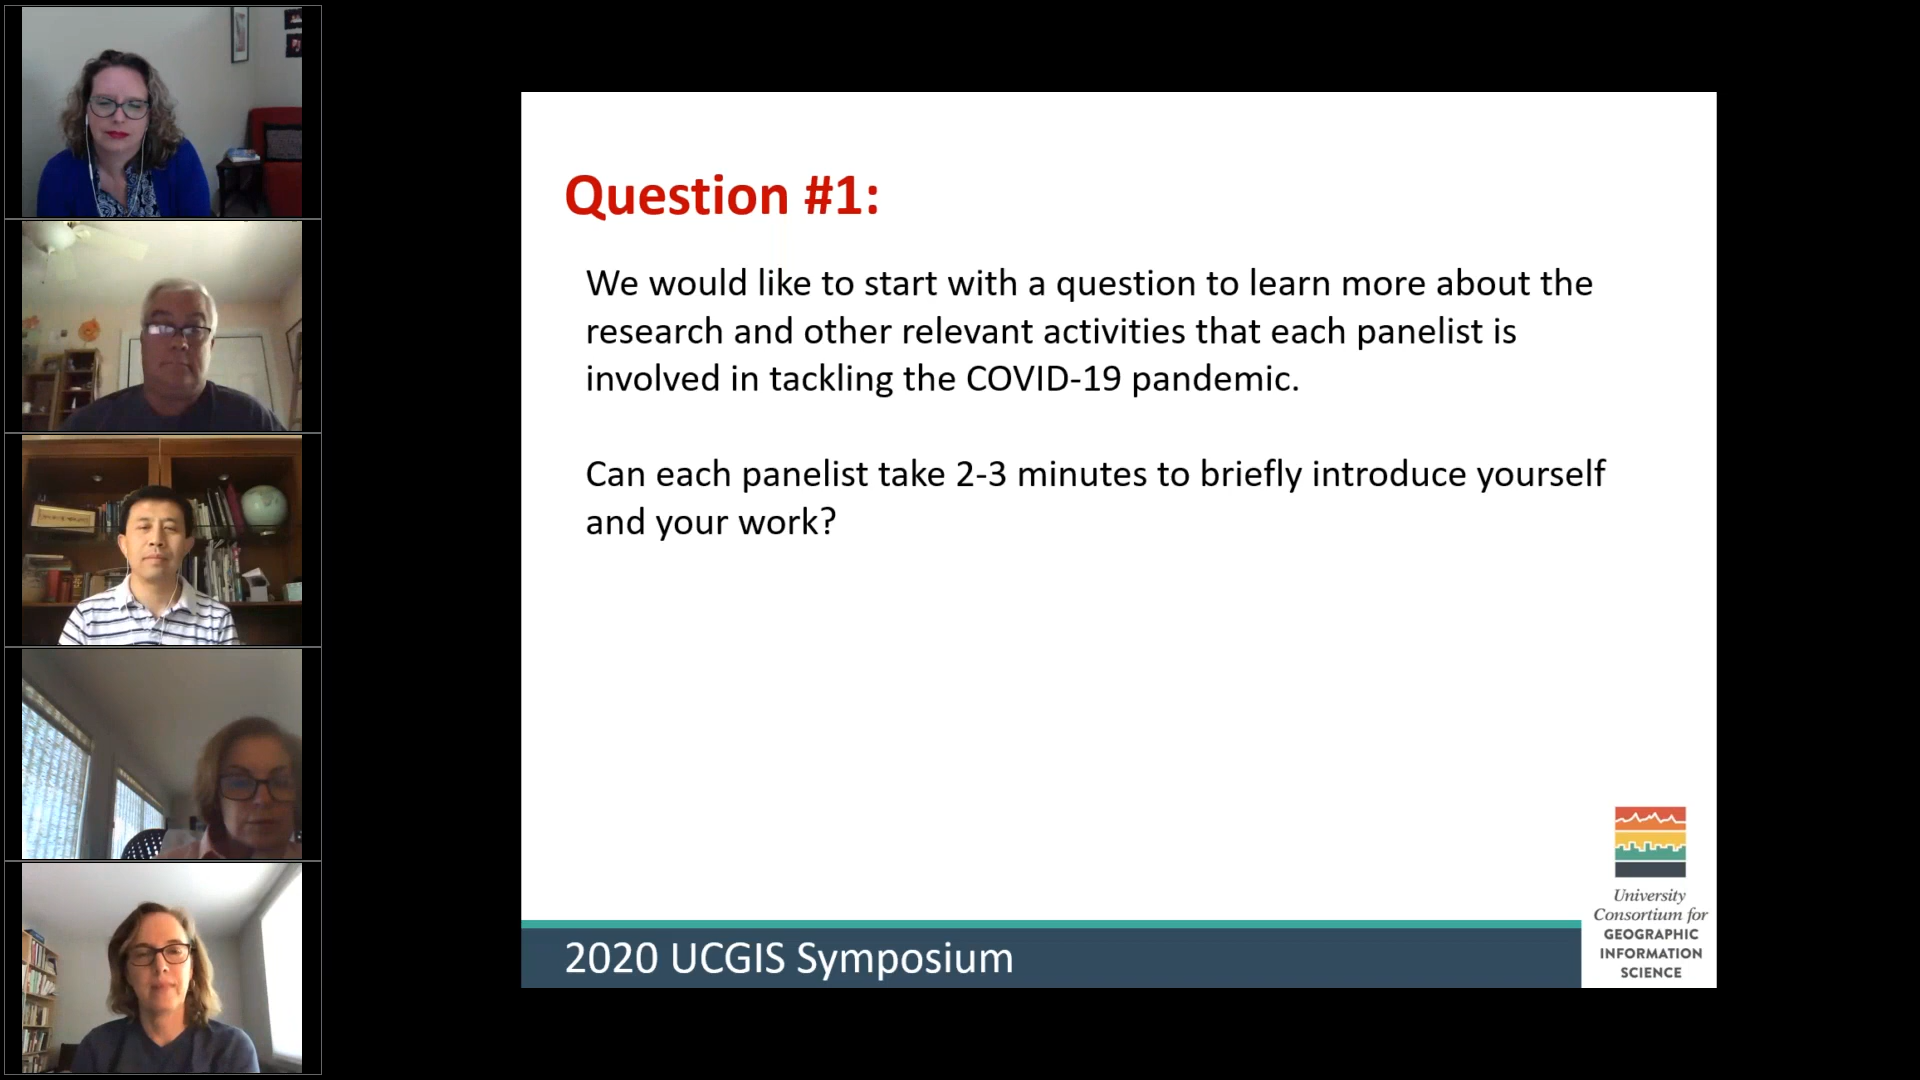 Question #1:
We would like to start with a question to learn more about the
research and other relevant activities that each panelist is
involved in tackling the COVID-19 pandemic.
Can each panelist take 2-3 minutes to briefly introduce yourself
and your work?
2020 UCGIS Symposium
University
Consortium for
GEOGRAPHIC
INFORMATION
SCIENCE